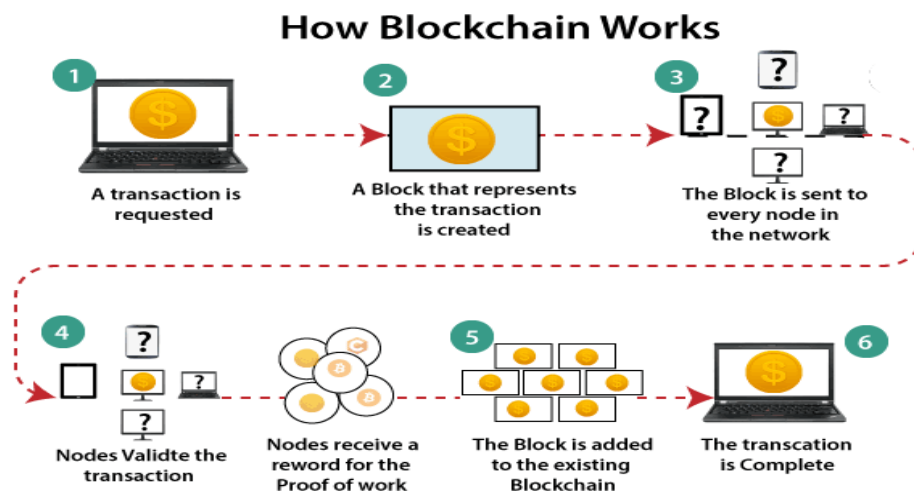 How Blockchain Works
1
A transaction is
requested
2
A Block that represents
the transaction
is created
3
?
?
?
?
The Block is sent to
every node in
the network
4
?
?
?
Nodes Validte the
transaction
Nodes receive a
reword for the
Proof of work
5
The Block is added
to the existing
Blockchain
6
The transcation
is Complete